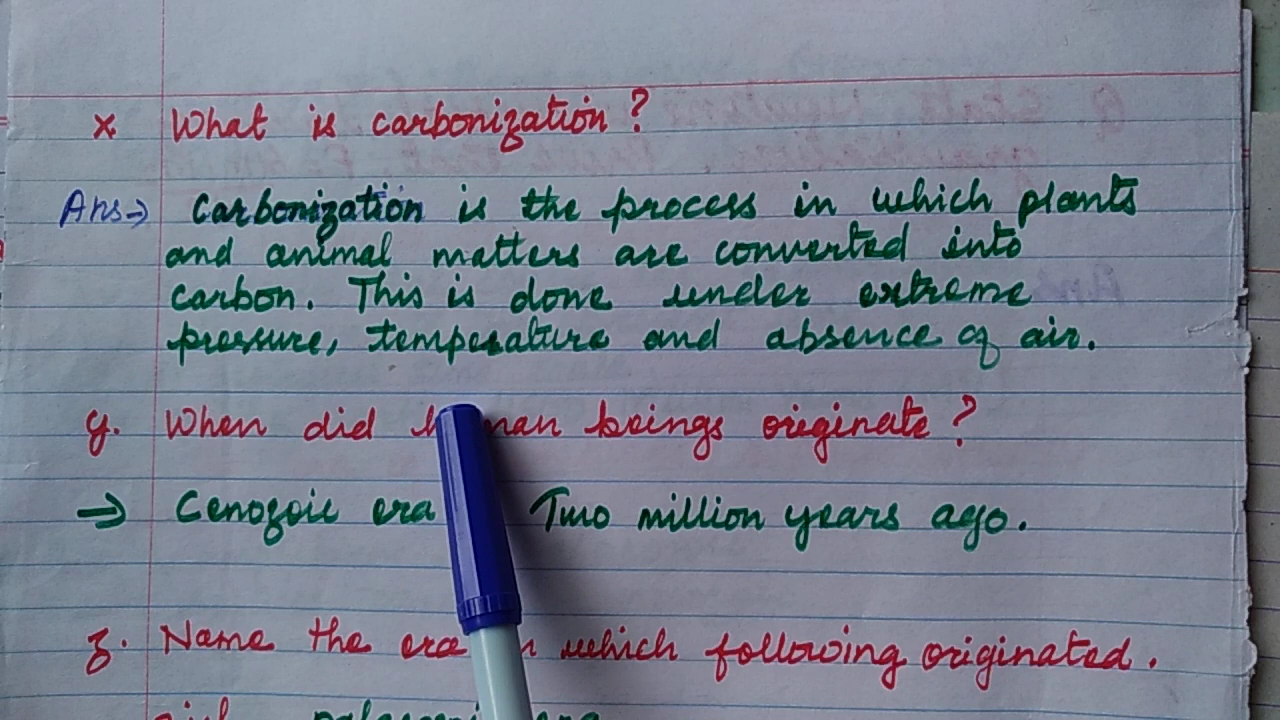 x What is carbonization?
Ans→ Carbonization is the process in which plants
and animal matters are converted into
carbon. This is done under extreme
pressure, temperature and absence of air.
y. When did beings originate?
→ Cenozoic era Two million years ago.
z. Name the era which following originated.